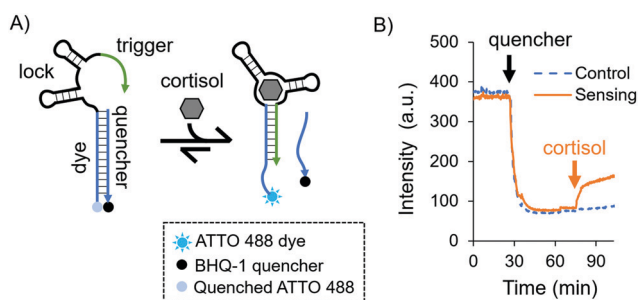 A)
trigger
lock
dye
quencher
cortisol
ATTO 488 dye
BHQ-1 quencher
Quenched ATTO 488
B)
quencher
Control
Sensing
cortisol
Intensity (a.u.)
500
400
300
200
100
0
0 30 60 90
Time (min)